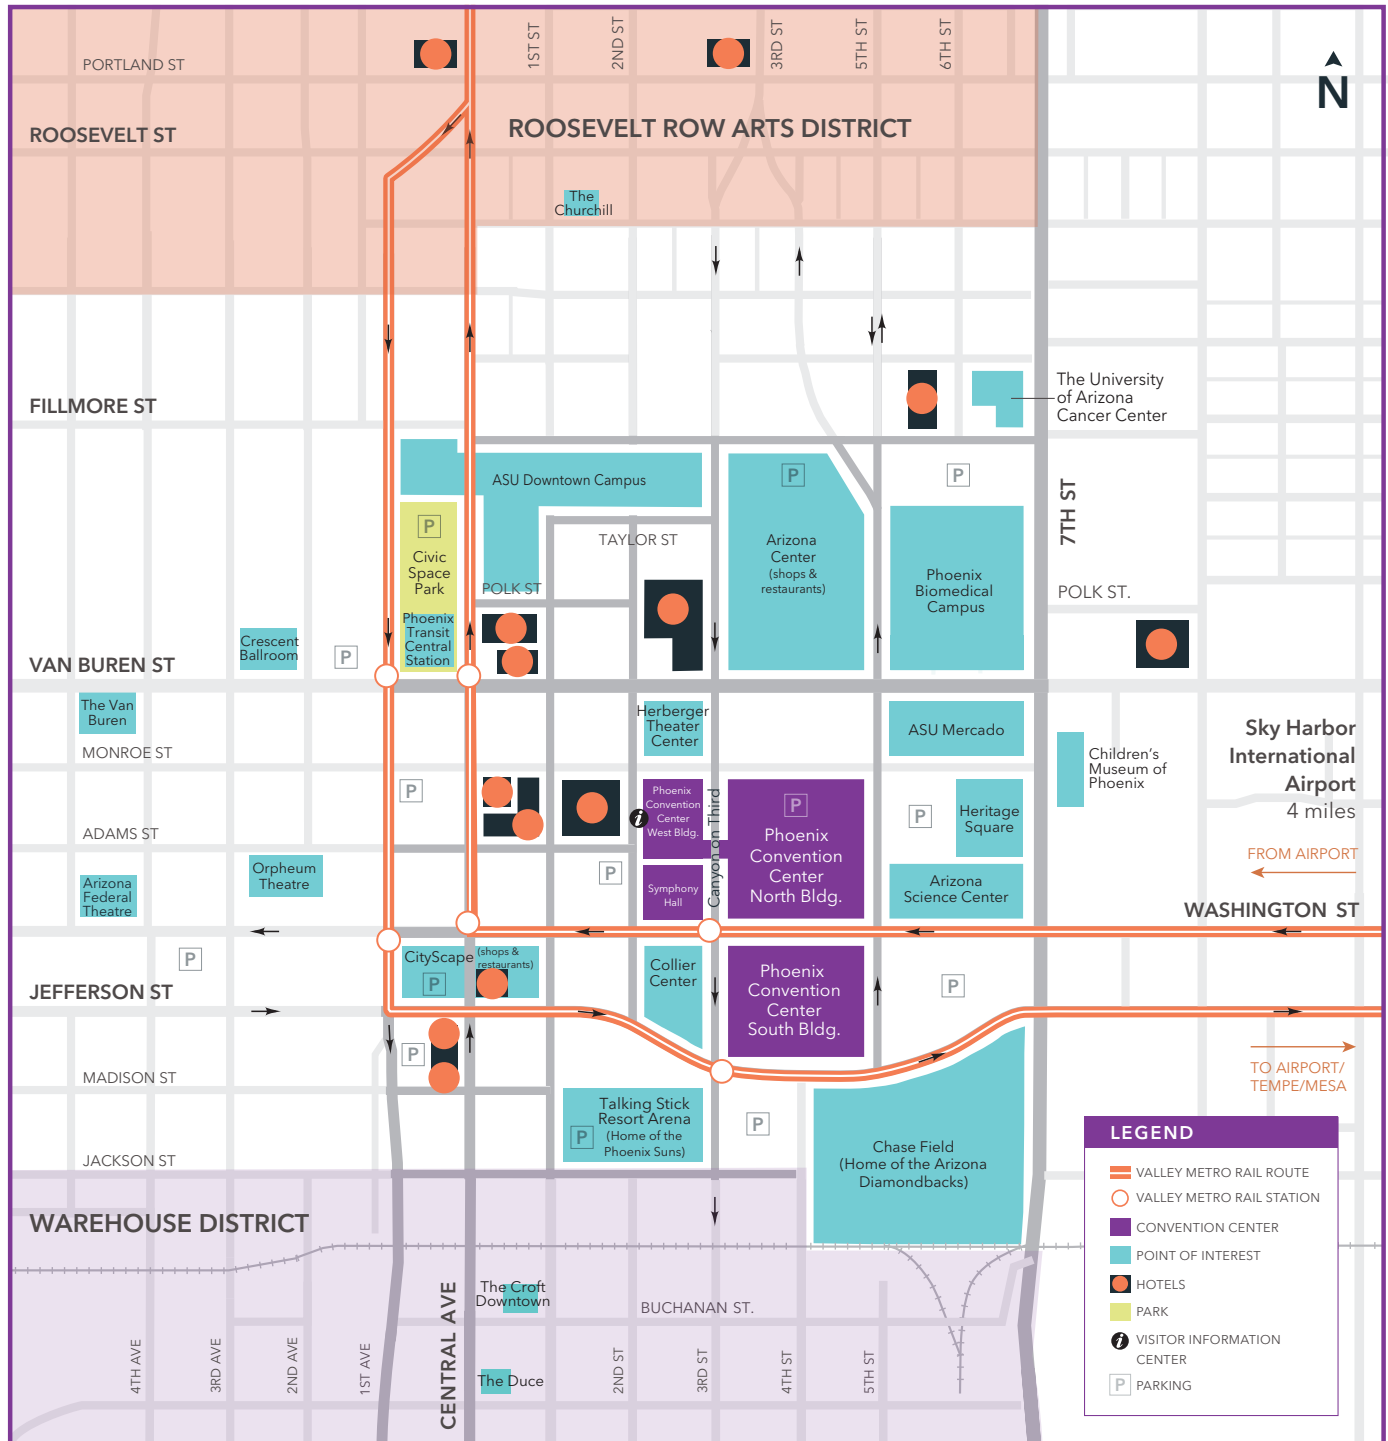 1ST ST
2ND ST
3RD ST
5TH ST
6TH ST
PORTLAND ST
N
ROOSEVELT ST
ROOSEVELT ROW ARTS DISTRICT
The
Churchill
FILLMORE ST
The University
of Arizona
Cancer Center
ASU Downtown Campus
P
P
P
7TH ST
TAYLOR ST
Arizona
Center
(shops &
restaurants)
Civic
Space
Park
Phoenix
Biomedical
Campus
POLK ST
POLK ST.
Phoenix
Transit
Central
Station
Crescent
Ballroom
P
VAN BUREN ST
The Van
Buren
Herberger
Theater
Center
ASU Mercado
Sky Harbor
International
Airport
4 miles
MONROE ST
Children's
Museum of
Phoenix
P
Phoenix
Convention
Center
West Bldg.
i
Canyon on Third
P
Phoenix
Convention
Center
North Bldg.
P
Heritage
Square
ADAMS ST
FROM AIRPORT
Orpheum
Theatre
P
Symphony
Hall
Arizona
Science Center
Arizona
Federal
Theatre
WASHINGTON ST
P
CityScape
(shops &
restaurants)
P
Collier
Center
Phoenix
Convention
Center
South Bldg.
P
JEFFERSON ST
P
MADISON ST
TO AIRPORT/
TEMPE/MESA
Talking Stick
Resort Arena
(Home of the
Phoenix Suns)
P
P
Chase Field
(Home of the Arizona
Diamondbacks)
JACKSON ST
WAREHOUSE DISTRICT
The Croft
Downtown
BUCHANAN ST.
The Duce
4TH AVE
3RD AVE
2ND AVE
1ST AVE
CENTRAL AVE
2ND ST
3RD ST
4TH ST
5TH ST
LEGEND
VALLEY METRO RAIL ROUTE
VALLEY METRO RAIL STATION
CONVENTION CENTER
POINT OF INTEREST
HOTELS
PARK
i
VISITOR INFORMATION
CENTER
P
PARKING